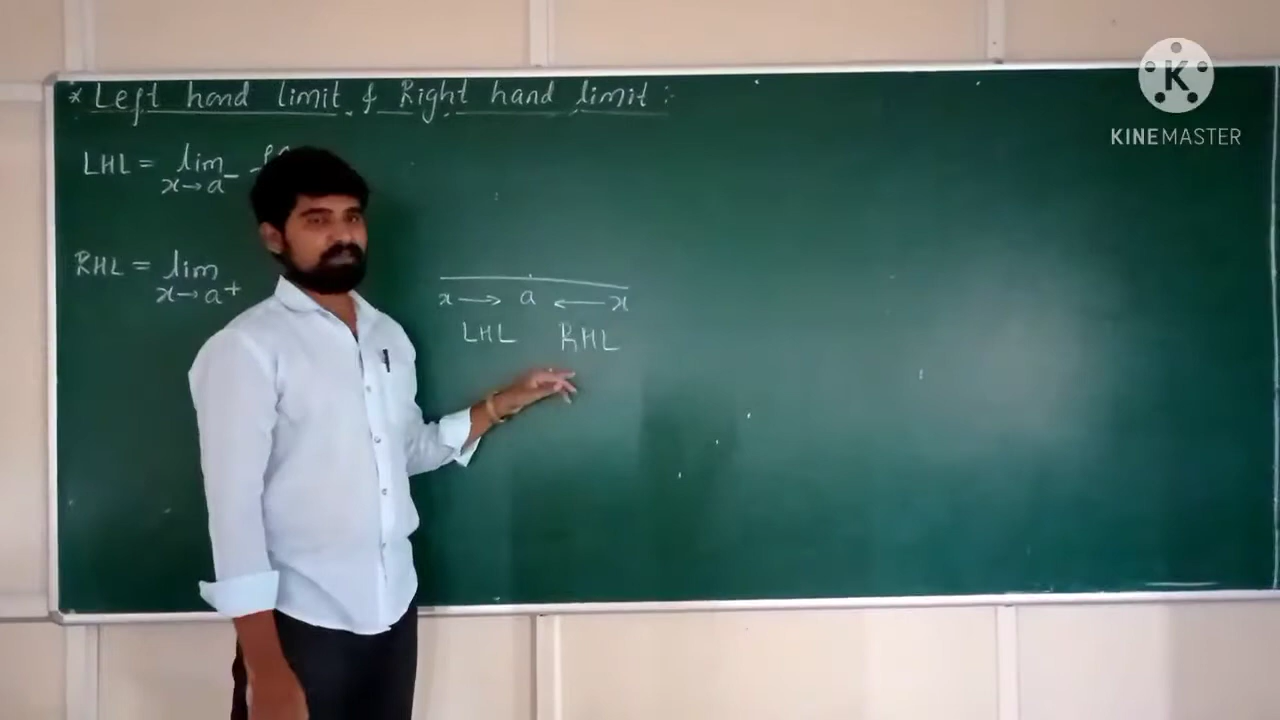 * Left hand limit & Right hand limit :-
LHL = lim
x→a-
RHL = lim
x→a+
x → a ← x
LHL RHL
K
KINEMASTER